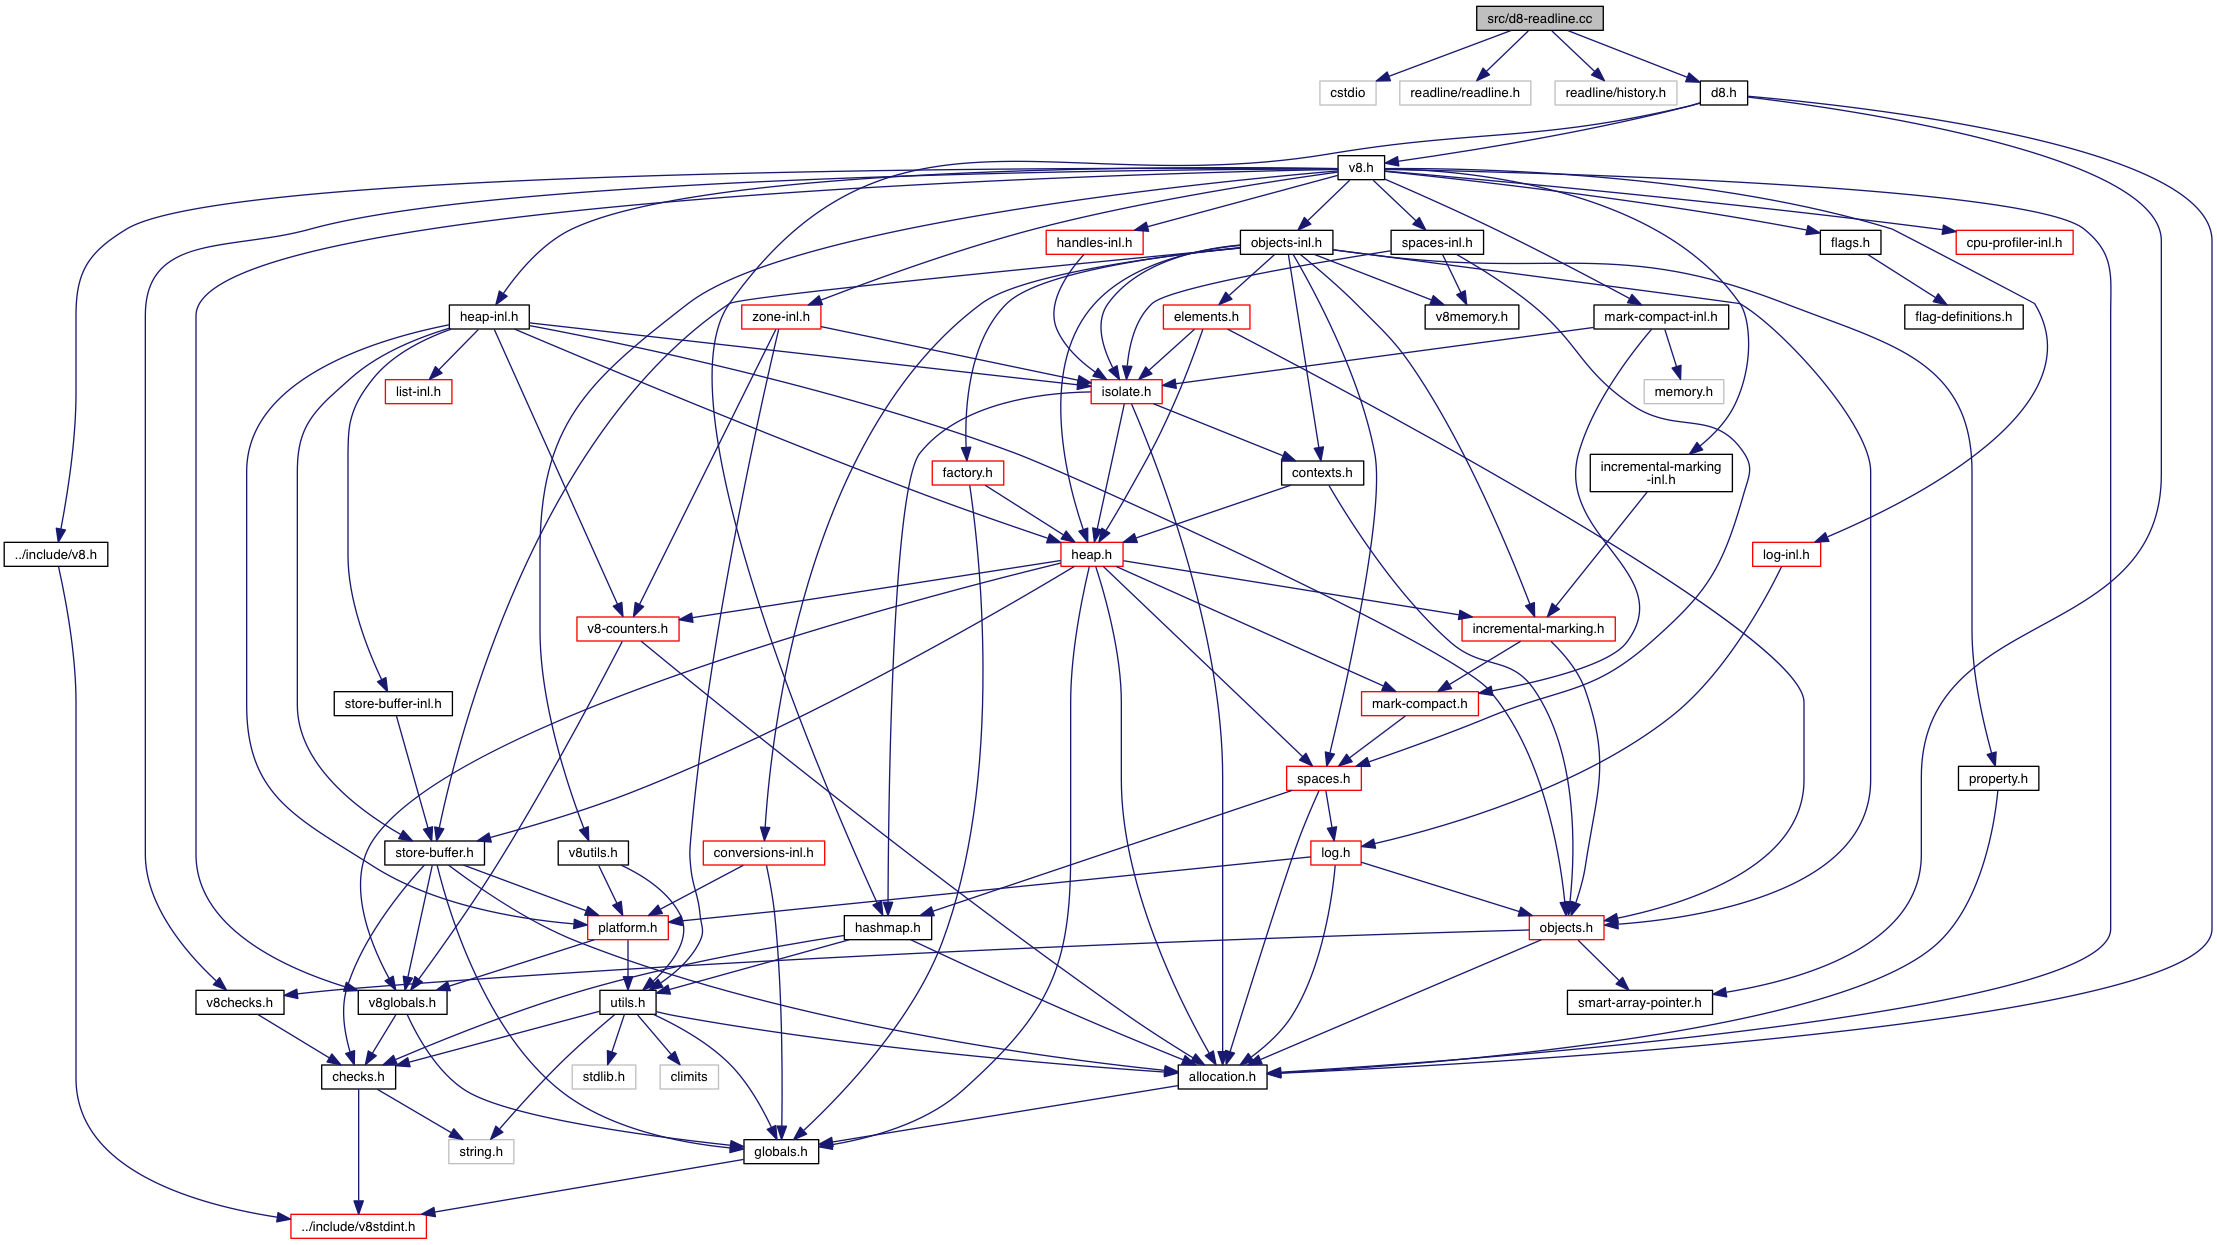 src/d8-readline.cc
cstdio
readline/readline.h
readline/history.h
d8.h
v8.h
handles-inl.h
objects-inl.h
spaces-inl.h
flags.h
cpu-profiler-inl.h
heap-inl.h
zone-inl.h
elements.h
v8memory.h
mark-compact-inl.h
flag-definitions.h
list-inl.h
isolate.h
memory.h
factory.h
contexts.h
incremental-marking
-inl.h
../include/v8.h
heap.h
log-inl.h
v8-counters.h
incremental-marking.h
store-buffer-inl.h
mark-compact.h
spaces.h
property.h
store-buffer.h
v8utils.h
conversions-inl.h
log.h
platform.h
hashmap.h
objects.h
v8checks.h
v8globals.h
utils.h
smart-array-pointer.h
checks.h
stdlib.h
climits
allocation.h
string.h
globals.h
../include/v8stdint.h